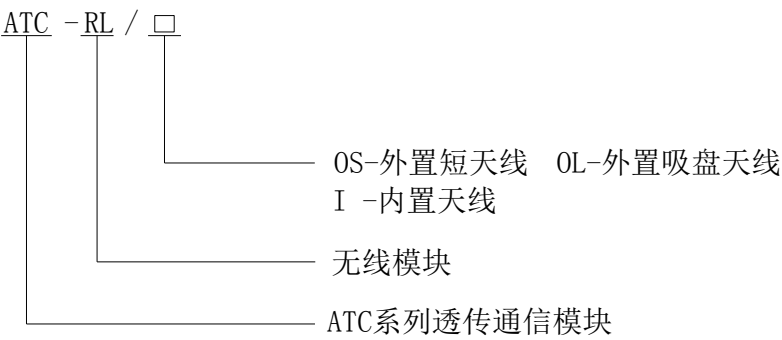 ATC -RL / □
OS-外置短天线 OL-外置吸盘天线
I -内置天线
无线模块
ATC系列透传通信模块